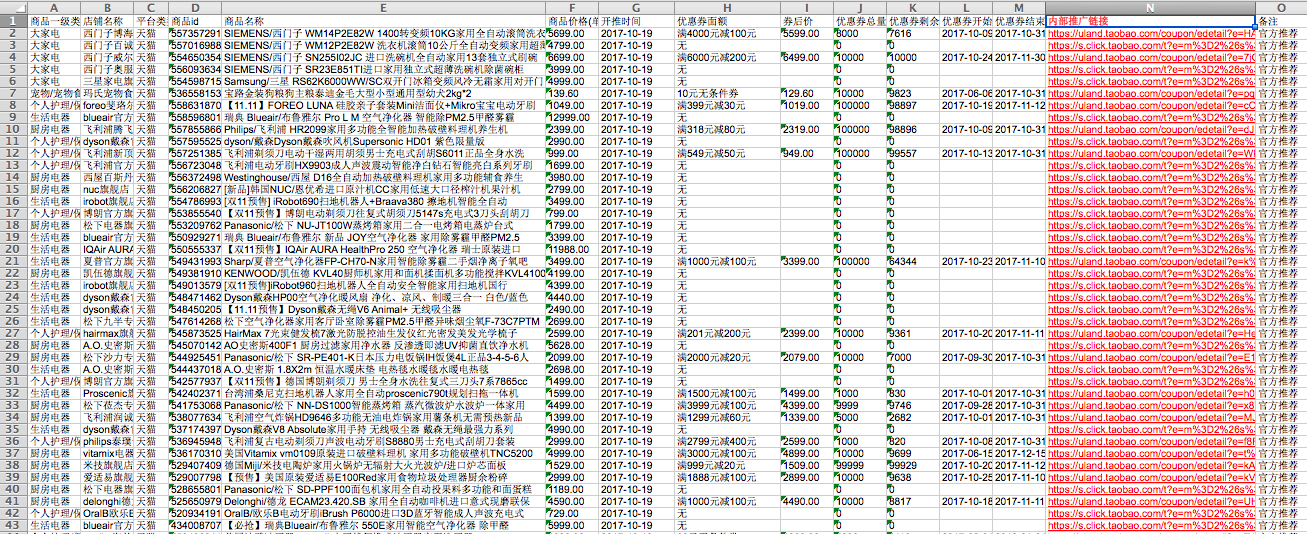 A B C D E F G H I J K L M N O
1 商品一级类 店铺名称 平台类 商品id 商品名称 商品价格(单 开推时间 优惠券面额 券后价 优惠券总量 优惠券剩余 优惠券开始 优惠券结束 内部推广链接 备注
2 大家电 西门子博海 天猫 557357291 SIEMENS/西门子 WM14P2E82W 1400转变频10KG家用全自动滚筒洗衣 5699.00 2017-10-19 满4000元减100元 5599.00 8000 7616 2017-10-19 2017-10-31 https://uland.taobao.com/coupon/edetail?e=H 官方推荐
3 大家电 西门子百诚 天猫 557016988 SIEMENS/西门子 WM12P2E82W 洗衣机滚筒10公斤全自动变频家用超 4799.00 2017-10-19 无 0 0 https://s.click.taobao.com/t?e=m%3D2%26s% 官方推荐
4 大家电 西门子威尔 天猫 554650354 SIEMENS/西门子 SN255I02JC 进口洗碗机全自动家用13套独立式刷碗 6699.00 2017-10-19 满6000元减200元 6499.00 10000 10000 2017-10-24 2017-10-30 https://uland.taobao.com/coupon/edetail?e=7j 官方推荐
5 大家电 西门子奥服 天猫 556093634 SIEMENS/西门子 SR23E851TI进口家用独立式超薄洗碗机除菌碗柜 3999.00 2017-10-19 无 0 0 https://s.click.taobao.com/t?e=m%3D2%26s% 官方推荐
6 大家电 三星家电旗 天猫 554598715 Samsung/三星 RS62K6000WW/SC双开门冰箱变频风冷无霜家用对开门 4999.00 2017-10-19 无 0 0 https://s.click.taobao.com/t?e=m%3D2%26s% 官方推荐
7 宠物/宠物食 玛氏宠物食 天猫 536558153 宝路金装狗粮狗主粮泰迪金毛大型小型通用型幼犬2kg*2 139.60 2017-10-19 10元无条件券 129.60 10000 9823 2017-06-06 2017-10-31 https://uland.taobao.com/coupon/edetail?e= 官方推荐
8 个人护理/保 foreo斐珞尔 天猫 558631870 【11.11】FOREO LUNA 硅胶亲子套装Mini洁面仪+Mikro宝宝电动牙刷 1049.00 2017-10-19 满399元减30元 1019.00 100000 98897 2017-10-19 2017-11-12 https://uland.taobao.com/coupon/edetail?e=cC 官方推荐
9 生活电器 blueair官方 天猫 558596801 瑞典 Blueair/布鲁雅尔 Pro L M 空气净化器 智能除PM2.5甲醛雾霾 12999.00 2017-10-19 无 0 0 https://s.click.taobao.com/t?e=m%3D2%26s% 官方推荐
10 厨房电器 飞利浦腾飞 天猫 557855866 Philips/飞利浦 HR2099家用多功能全智能加热破壁料理机养生机 2399.00 2017-10-19 满318元减80元 2319.00 100000 98896 2017-10-09 2017-10-31 https://uland.taobao.com/coupon/edetail?e=dJ 官方推荐
11 个人护理/保 dyson戴森 天猫 557595525 dyson/戴森Dyson戴森吹风机Supersonic HD01 紫色限量版 2990.00 2017-10-19 无 0 0 https://s.click.taobao.com/t?e=m%3D2%26s% 官方推荐
12 个人护理/保 飞利浦新顶 天猫 557251385 飞利浦剃须刀电动干湿两用胡须男士充电式刮胡S6011正品全身水洗 999.00 2017-10-19 满549元减50元 949.00 100000 99557 2017-10-13 2017-10-31 https://uland.taobao.com/coupon/edetail?e=W 官方推荐
13 个人护理/保 飞利浦官方 天猫 556723048 飞利浦电动牙刷HX9903成人声波震动智能净白钻石智能亮白系列牙刷 1699.00 2017-10-19 无 0 0 https://s.click.taobao.com/t?e=m%3D2%26s% 官方推荐
14 厨房电器 西屋百斯丹 天猫 556372498 Westinghouse/西屋 D16全自动加热破壁料理机家用多功能辅食养生 3980.00 2017-10-19 无 0 0 https://s.click.taobao.com/t?e=m%3D2%26s% 官方推荐
15 厨房电器 nuc旗舰店 天猫 556206827 [新品]韩国NUC/恩优希进口原汁机CC家用低速大口径榨汁机果汁机 2799.00 2017-10-19 无 0 0 https://s.click.taobao.com/t?e=m%3D2%26s% 官方推荐
16 生活电器 irobot旗舰店 天猫 554786993 [双11预售] iRobot690扫地机器人+Braava380 擦地机智能全自动 3499.00 2017-10-19 无 0 0 https://s.click.taobao.com/t?e=m%3D2%26s% 官方推荐
17 个人护理/保 博朗官方旗 天猫 553855540 【双11预售】博朗电动剃须刀往复式胡须刀5147s充电式3刀头刮胡刀 799.00 2017-10-19 无 0 0 https://s.click.taobao.com/t?e=m%3D2%26s% 官方推荐
18 厨房电器 松下电器旗 天猫 553209762 Panasonic/松下 NU-JT100W蒸烤箱家用二合一电烤箱电蒸炉台式 1799.00 2017-10-19 无 0 0 https://s.click.taobao.com/t?e=m%3D2%26s% 官方推荐
19 生活电器 blueair官方 天猫 550929271 瑞典 Blueair/布鲁雅尔 新品 JOY空气净化器 家用除雾霾甲醛PM2.5 3399.00 2017-10-19 无 0 0 https://s.click.taobao.com/t?e=m%3D2%26s% 官方推荐
20 生活电器 IQAir AURA 天猫 550555337 【双11预售】IQAir AURA HealthPro 250 空气净化器 瑞士原装进口 11988.00 2017-10-19 无 0 0 https://s.click.taobao.com/t?e=m%3D2%26s% 官方推荐
21 生活电器 夏普官方旗 天猫 549431993 Sharp/夏普空气净化器FP-CH70-N家用智能除雾霾二手烟净离子氧吧 3499.00 2017-10-19 满1000元减100元 3399.00 100000 64344 2017-10-23 2017-11-10 https://uland.taobao.com/coupon/edetail?e=k% 官方推荐
22 厨房电器 凯伍德旗舰 天猫 549381910 KENWOOD/凯伍德 KVL40厨师机家用和面机揉面机多功能搅拌KVL4100 4199.00 2017-10-19 无 0 0 https://s.click.taobao.com/t?e=m%3D2%26s% 官方推荐
23 生活电器 irobot旗舰 天猫 549013579 [双11预售]iRobot960扫地机器人全自动安全智能家用扫地机国行 4399.00 2017-10-19 无 0 0 https://s.click.taobao.com/t?e=m%3D2%26s% 官方推荐
24 生活电器 dyson戴森 天猫 548471462 Dyson戴森HP00空气净化暖风扇 净化、凉风、制暖三合一 白色/蓝色 4440.00 2017-10-19 无 0 0 https://s.click.taobao.com/t?e=m%3D2%26s% 官方推荐
25 生活电器 dyson戴森 天猫 548450205 【11.11预售】Dyson戴森无绳V6 Animal+ 无线吸尘器 2490.00 2017-10-19 无 0 0 https://s.click.taobao.com/t?e=m%3D2%26s% 官方推荐
26 生活电器 松下九半专 天猫 547614268 松下空气净化器家用客厅卧室除雾霾PM2.5甲醛异味烟尘氧F-73C7PTM 2699.00 2017-10-19 无 0 0 https://s.click.taobao.com/t?e=m%3D2%26s% 官方推荐
27 个人护理/保 hairmax旗舰 天猫 545873525 HairMax 7光束健发梳7激光防脱控油生发仪红光密发美发光学梳子 2599.00 2017-10-19 满201元减200元 2399.00 10000 9361 2017-10-20 2017-11-11 https://uland.taobao.com/coupon/edetail?e=He 官方推荐
28 厨房电器 A.O.史密斯 天猫 545070142 AO史密斯400F1 厨房过滤家用净水器 反渗透即滤UV抑菌直饮净水机 5628.00 2017-10-19 无 0 0 https://s.click.taobao.com/t?e=m%3D2%26s% 官方推荐
29 厨房电器 松下沙力专 天猫 544925451 Panasonic/松下 SR-PE401-K日本压力电饭锅IH饭煲4L正品3-4-5-6人 2099.00 2017-10-19 满2000元减20元 2079.00 10000 7000 2017-09-30 2017-10-31 https://uland.taobao.com/coupon/edetail?e=E1 官方推荐
30 生活电器 A.O.史密斯 天猫 544437018 A.O.史密斯 1.8X2m 恒温水暖床垫 电热毯水暖毯水暖电热毯 2698.00 2017-10-19 无 0 0 https://s.click.taobao.com/t?e=m%3D2%26s% 官方推荐
31 个人护理/保 博朗官方旗 天猫 542577937 【双11预售】德国博朗剃须刀 男士全身水洗往复式三刀头7系7865cc 1499.00 2017-10-19 无 0 0 https://s.click.taobao.com/t?e=m%3D2%26s% 官方推荐
32 生活电器 Proscenic旗 天猫 542402371 台湾浦桑尼克扫地机器人家用全自动proscenic790t规划扫拖一体机 1599.00 2017-10-19 满1500元减100元 1499.00 1000 830 2017-10-01 2017-10-31 https://uland.taobao.com/coupon/edetail?e=h0 官方推荐
33 厨房电器 松下莅杰专 天猫 541753068 Panasonic/松下 NN-DS1000智能蒸烤箱 蒸汽微波炉水波炉一体家用 4499.00 2017-10-19 满3999元减100元 4399.00 9999 9746 2017-09-28 2017-10-31 https://uland.taobao.com/coupon/edetail?e=x8 官方推荐
34 厨房电器 飞利浦润诚 天猫 538077634 飞利浦空气炸锅HD9646多功能无油电炸锅家用薯条机无需预热新品 1399.00 2017-10-19 满1299元减60元 1339.00 5000 2682 2017-10-01 2017-10-31 https://uland.taobao.com/coupon/edetail?e=MJ 官方推荐
35 生活电器 dyson戴森 天猫 537174397 Dyson戴森V8 Absolute家用手持 无线吸尘器 戴森无绳最强力系列 4990.00 2017-10-19 无 0 0 https://s.click.taobao.com/t?e=m%3D2%26s% 官方推荐
36 个人护理/保 philips泰璞 天猫 536945948 飞利浦复古电动剃须刀声波电动牙刷S8880男士充电式刮胡刀套装 2999.00 2017-10-19 满2799元减400元 2599.00 1000 820 2017-10-08 2017-10-31 https://uland.taobao.com/coupon/edetail?e=f8 官方推荐
37 厨房电器 vitamix电器 天猫 536170310 美国Vitamix vm0109原装进口家用全营养破壁料理机 多功能破壁机TNC5200 4999.00 2017-10-19 满3000元减100元 4899.00 10000 9699 2017-06-15 2017-12-15 https://uland.taobao.com/coupon/edetail?e=t% 官方推荐
38 厨房电器 米技旗舰店 天猫 529407409 德国Miji/米技电陶炉家用火锅炉无辐射大火光波炉/进口炉芯面板 1529.00 2017-10-19 满999元减20元 1509.00 99999 99929 2017-10-20 2017-11-12 https://uland.taobao.com/coupon/edetail?e=kA 官方推荐
39 厨房电器 爱适易旗舰 天猫 529007798 【预售】美国原装爱适易E100Red家用食物垃圾处理器厨余粉碎 2999.00 2017-10-19 满1888元减100元 2899.00 10000 9638 2017-10-25 2017-11-11 https://uland.taobao.com/coupon/edetail?e=kV 官方推荐
40 厨房电器 松下电器旗 天猫 528655801 Panasonic/松下 SD-PPF100面包机家用全自动投果料多功能和面蛋糕 1189.00 2017-10-19 无 0 0 https://s.click.taobao.com/t?e=m%3D2%26s% 官方推荐
41 厨房电器 delonghi德 天猫 525650979 Delonghi/德龙 ECAM23.420.SB 家用全自动咖啡机进口意式现磨联保 4590.00 2017-10-19 满1000元减100元 4490.00 10000 8817 2017-10-18 2017-11-11 https://uland.taobao.com/coupon/edetail?e=UH 官方推荐
42 个人护理/保 OralB欧乐B 天猫 520934191 OralB/欧乐B电动牙刷iBrush P6000进口3D蓝牙智能成人声波充电式 729.00 2017-10-19 无 0 0 https://s.click.taobao.com/t?e=m%3D2%26s% 官方推荐
43 生活电器 blueair官方 天猫 434008707 【必抢】瑞典Blueair/布鲁雅尔 550E家用智能空气净化器 除甲醛 5999.00 2017-10-19 无 0 0 https://s.click.taobao.com/t?e=m%3D2%26s% 官方推荐